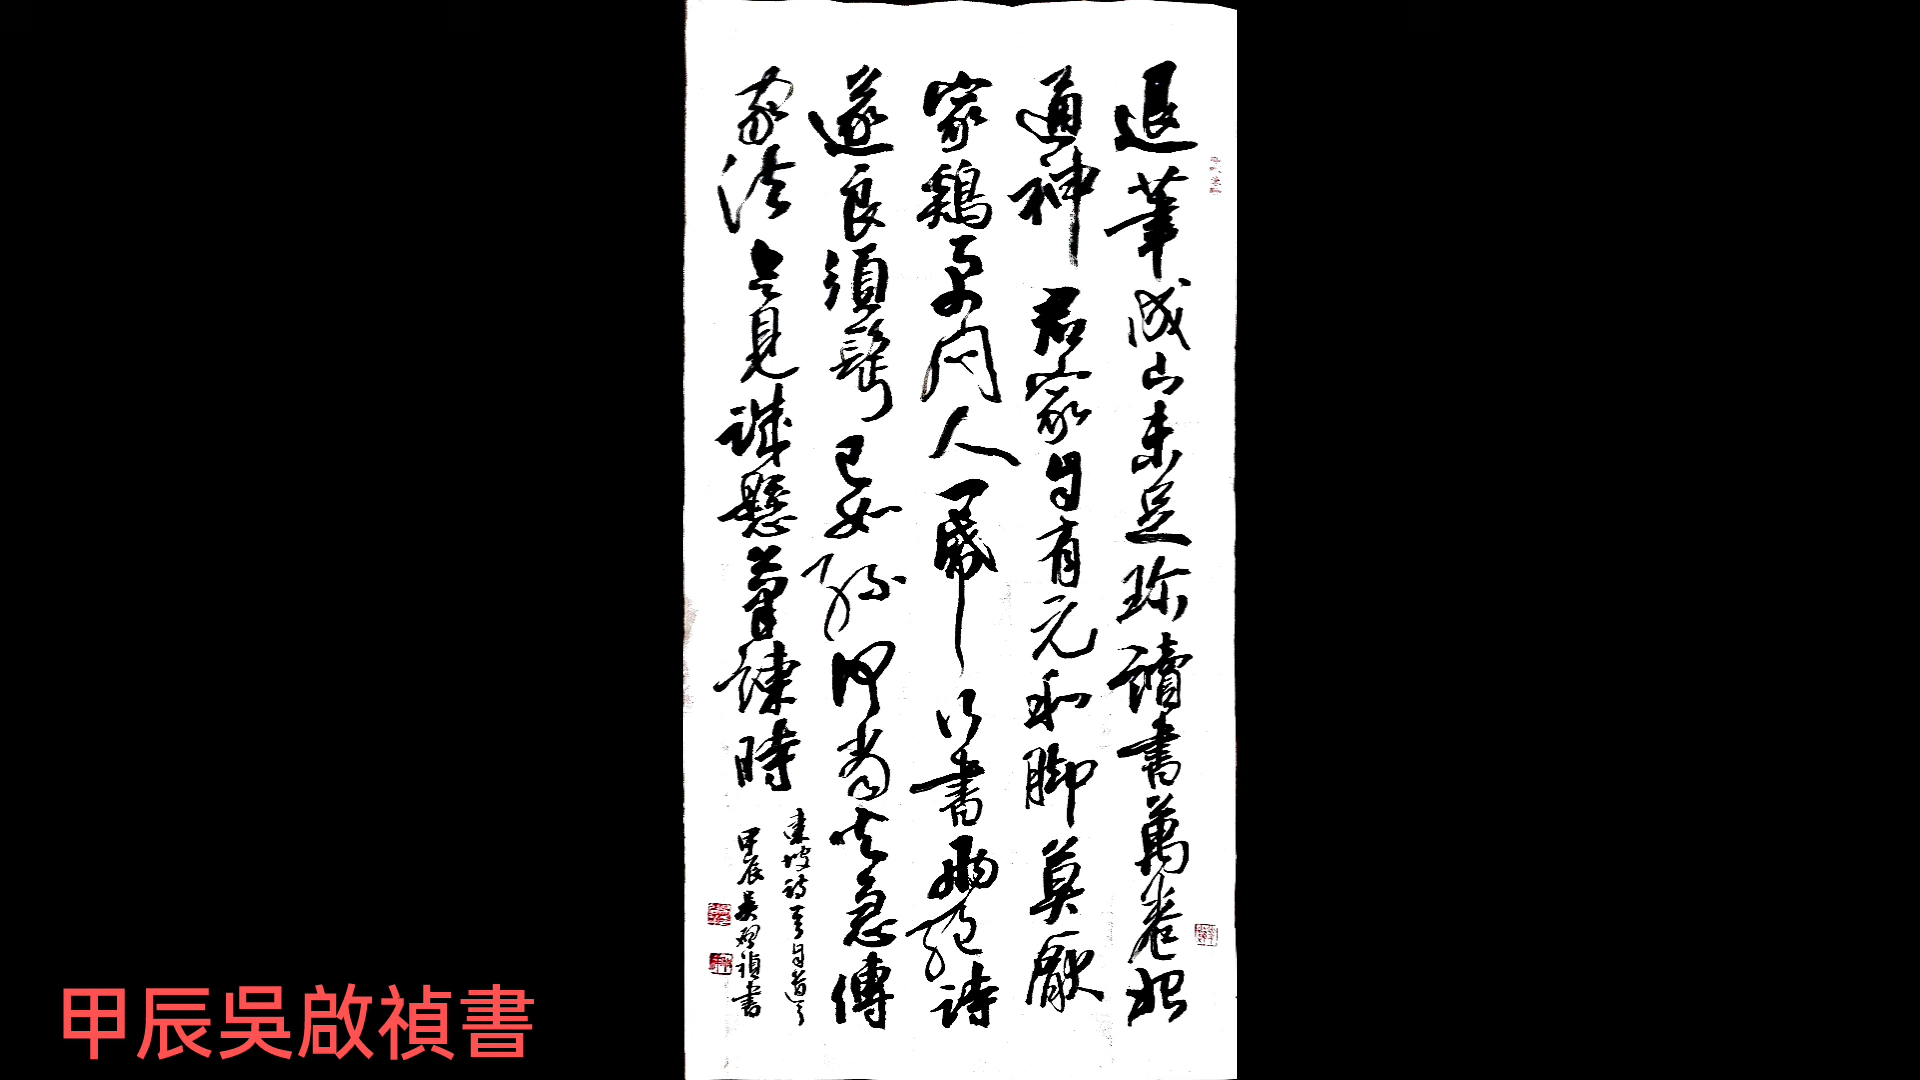 退筆成山未足珍讀書萬卷始
通神君家自有元和脚莫厭
家鷄更問人一帋行書兩絕詩
遂良須鬢已如絲何當火急傳
家法欲見誠懸筆諫時
東坡詩
甲辰吳啟禎書
甲辰吳啟禎書